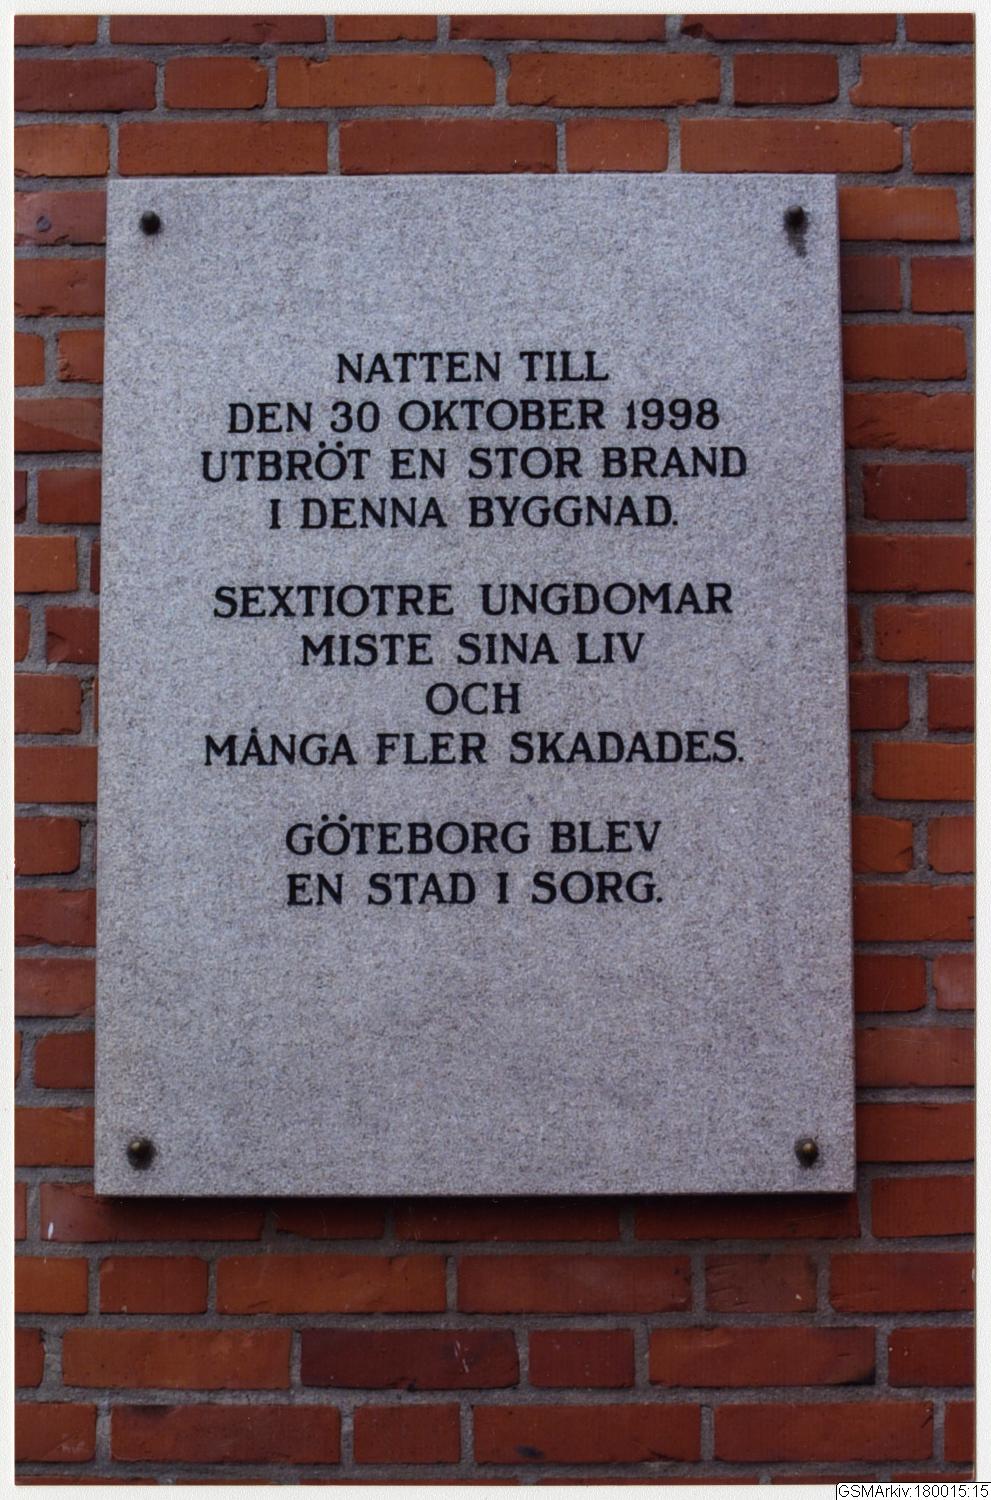 NATTEN TILL
DEN 30 OKTOBER 1998
UTBRÖT EN STOR BRAND
I DENNA BYGGNAD.
SEXTIOTRE UNGDOMAR
MISTE SINA LIV
OCH
MÅNGA FLER SKADADES.
GÖTEBORG BLEV
EN STAD I SORG.
GSMArkiv:180015:15